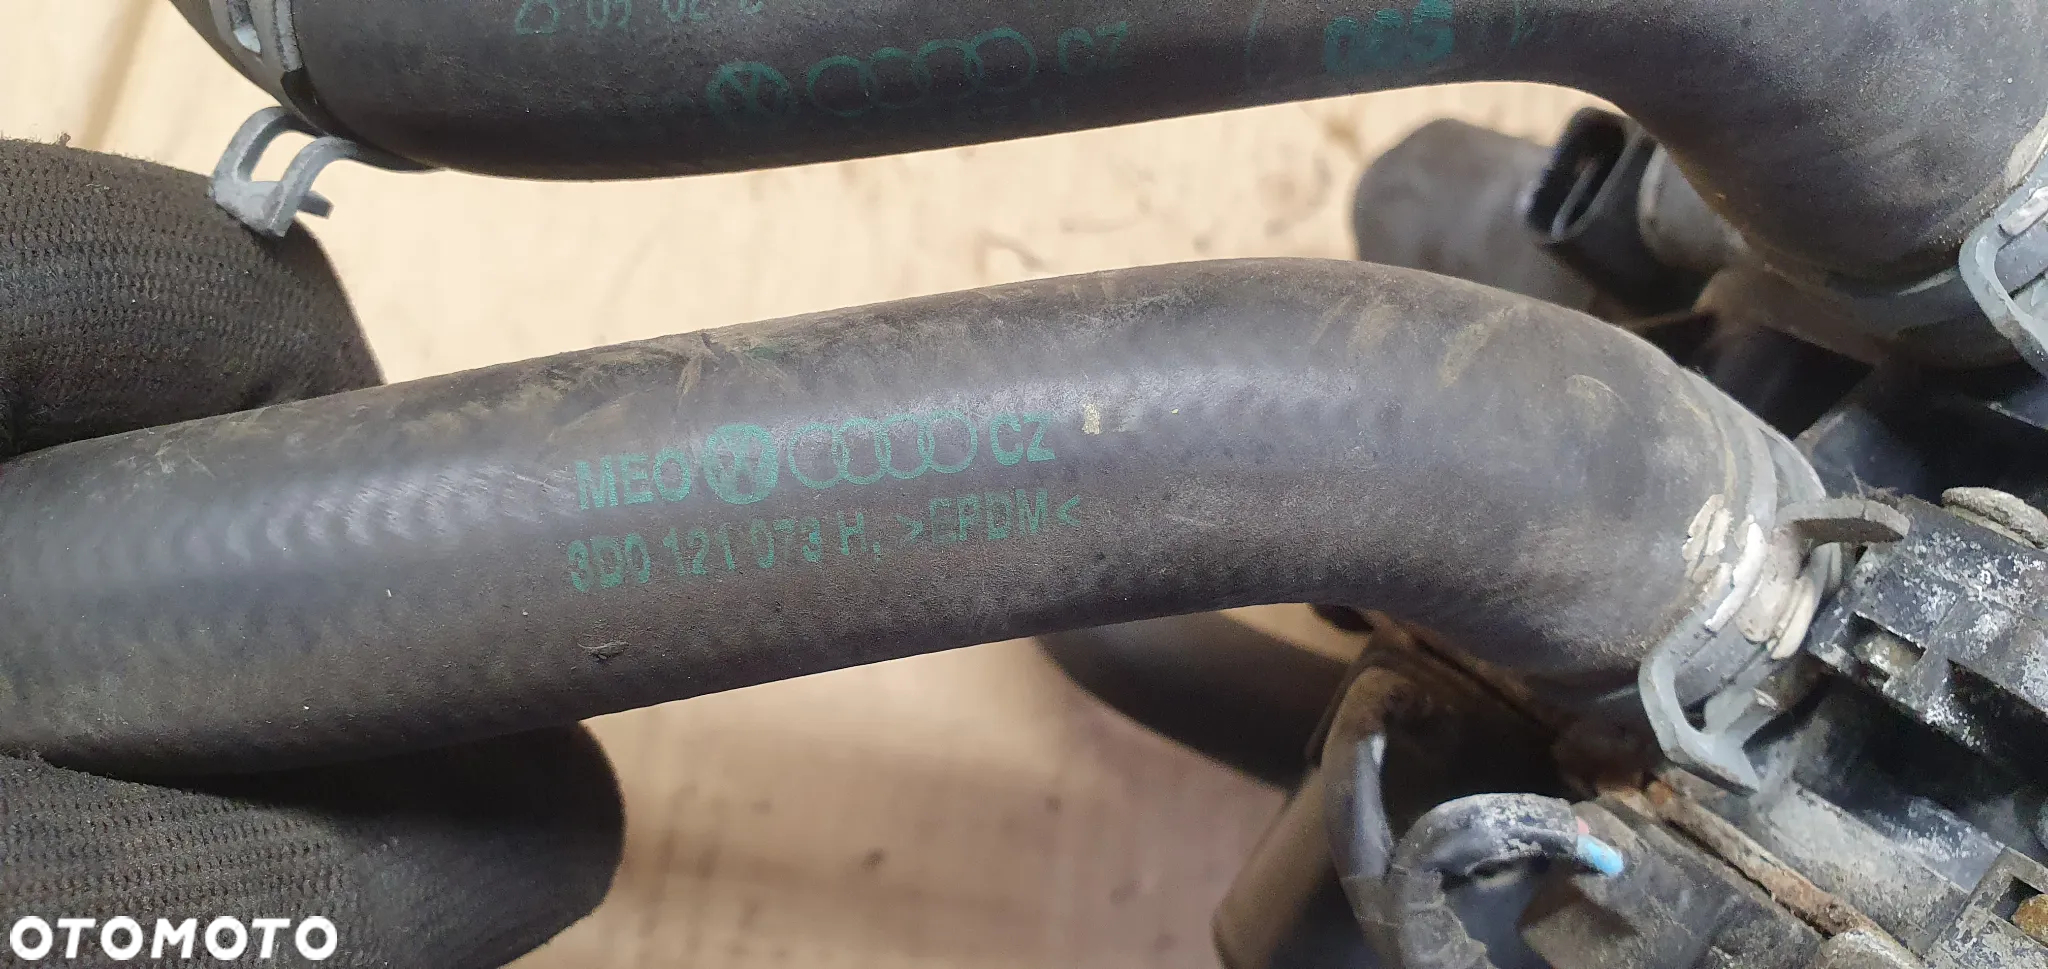 CZ
MEO CZ
3D0 121 073 H, >EPDM<
OTOMOTO